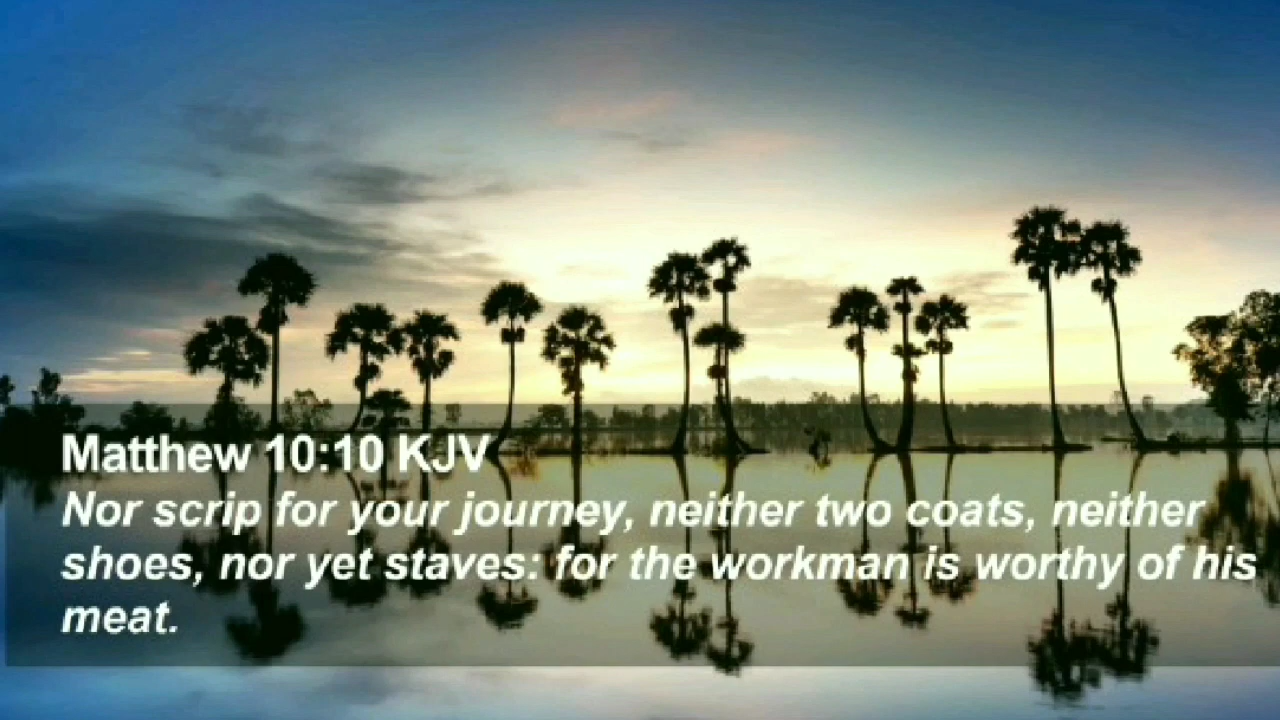 Matthew 10:10 KJV
Nor scrip for your journey, neither two coats, neither
shoes, nor yet staves: for the workman is worthy of his
meat.